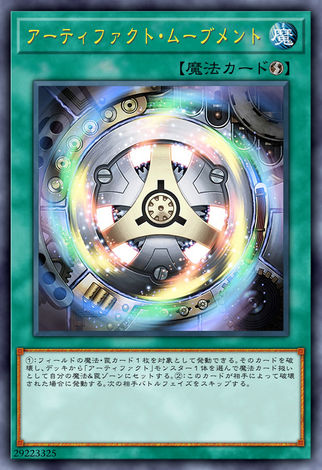 アーティファクト・ムーブメント 魔
【魔法カード】
①:フィールドの魔法・罠カード1枚を対象として発動できる。そのカードを破
壊し、デッキから「アーティファクト」モンスター1体を選んで魔法カード扱い
として自分の魔法&罠ゾーンにセットする。②:このカードが相手によって破壊
された場合に発動する。次の相手バトルフェイズをスキップする。
29223325